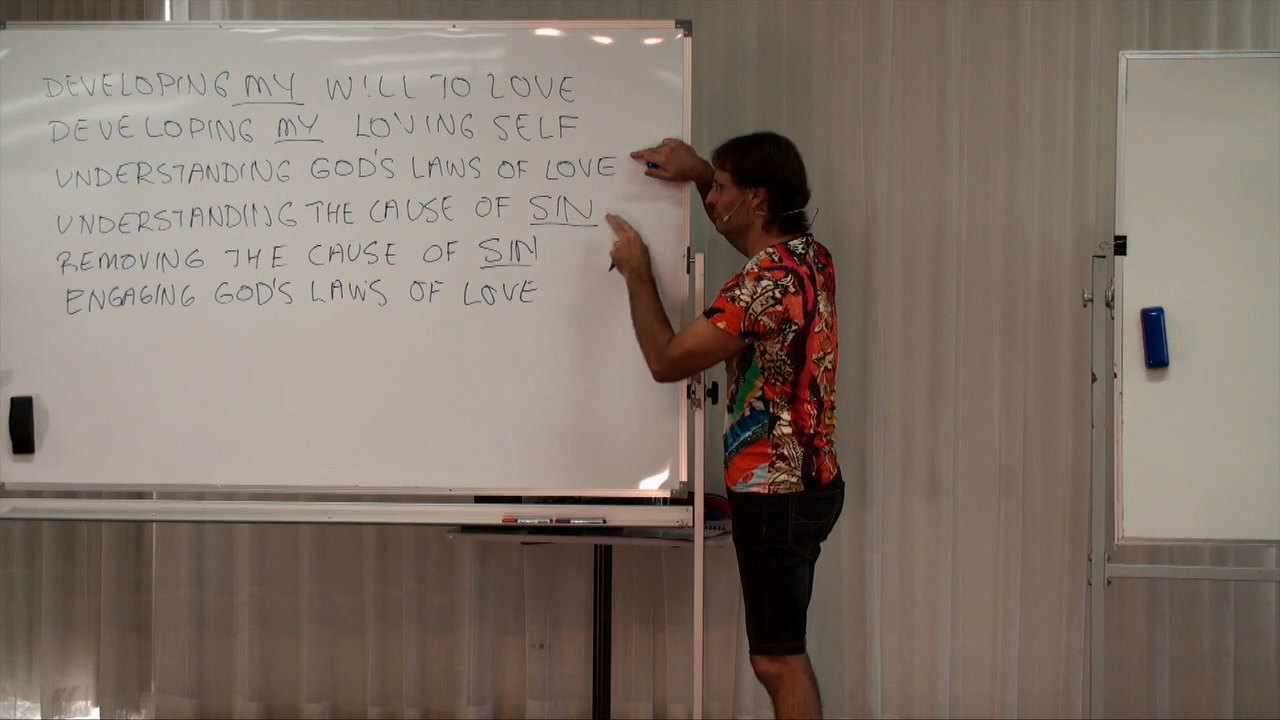 DEVELOPING MY WILL TO LOVE
DEVELOPING MY LOVING SELF
UNDERSTANDING GOD'S LAWS OF LOVE
UNDERSTANDING THE CAUSE OF SIN
REMOVING THE CAUSE OF SIN
ENGAGING GOD'S LAWS OF LOVE